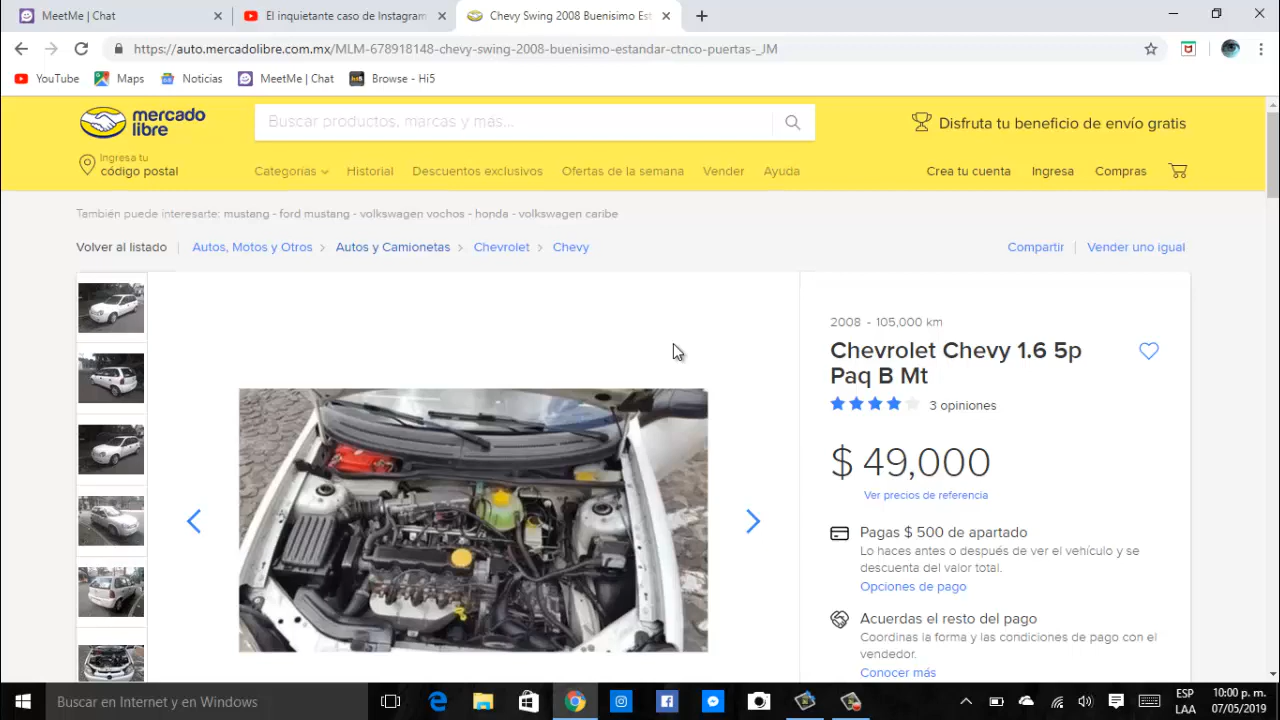 MeetMe | Chat
El inquietante caso de Instagram
Chevy Swing 2008 Buenisimo Est
https://auto.mercadolibre.com.mx/MLM-678918148-chevy-swing-2008-buenisimo-estandar-ctnco-puertas-_JM
YouTube
Maps
Noticias
MeetMe | Chat
Browse - Hi5
mercado
libre
Buscar productos, marcas y más...
Disfruta tu beneficio de envío gratis
Ingresa tu
código postal
Categorías
Historial
Descuentos exclusivos
Ofertas de la semana
Vender
Ayuda
Crea tu cuenta
Ingresa
Compras
También puede interesarte: mustang - ford mustang - volkswagen vochos - honda - volkswagen caribe
Volver al listado
Autos, Motos y Otros
Autos y Camionetas
Chevrolet
Chevy
Compartir
Vender uno igual
2008 - 105,000 km
Chevrolet Chevy 1.6 5p
Paq B Mt
3 opiniones
$ 49,000
Ver precios de referencia
Pagas $ 500 de apartado
Lo haces antes o después de ver el vehículo y se
descuenta del valor total.
Opciones de pago
Acuerdas el resto del pago
Coordina la forma y las condiciones de pago con el
vendedor.
Conocer más
Buscar en Internet y en Windows
ESP
LAA
10:00 p. m.
07/05/2019